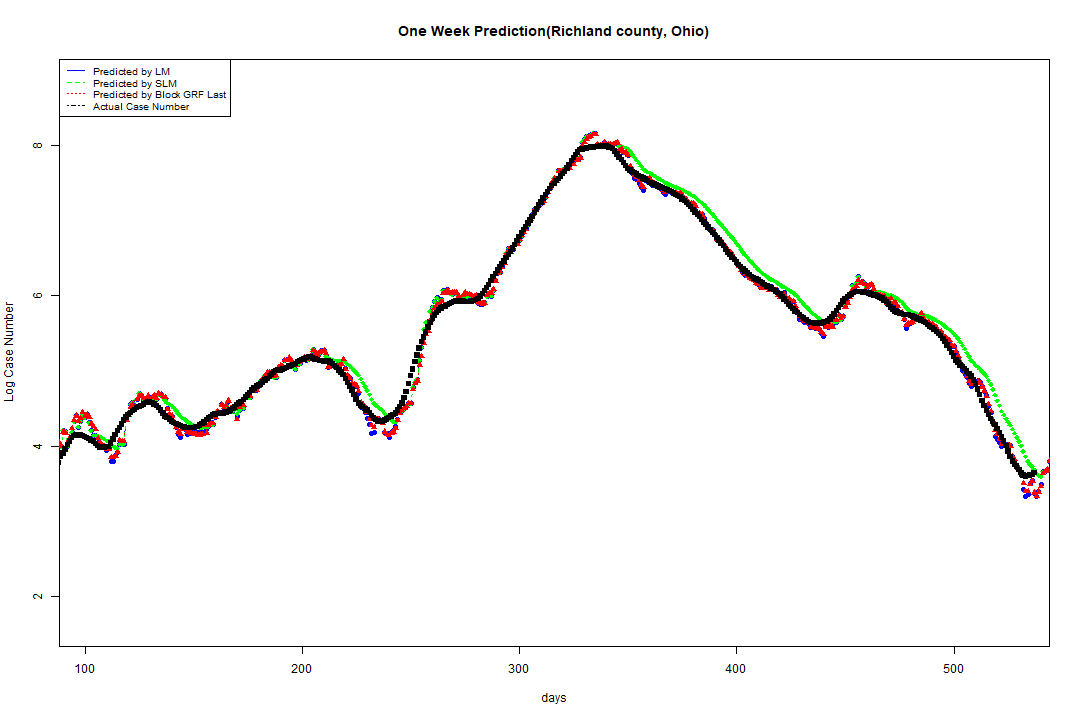 One Week Prediction(Richland county, Ohio)
Predicted by LM
Predicted by SLM
Predicted by Block GRF Last
Actual Case Number
8
6
4
2
Log Case Number
100 200 300 400 500
days